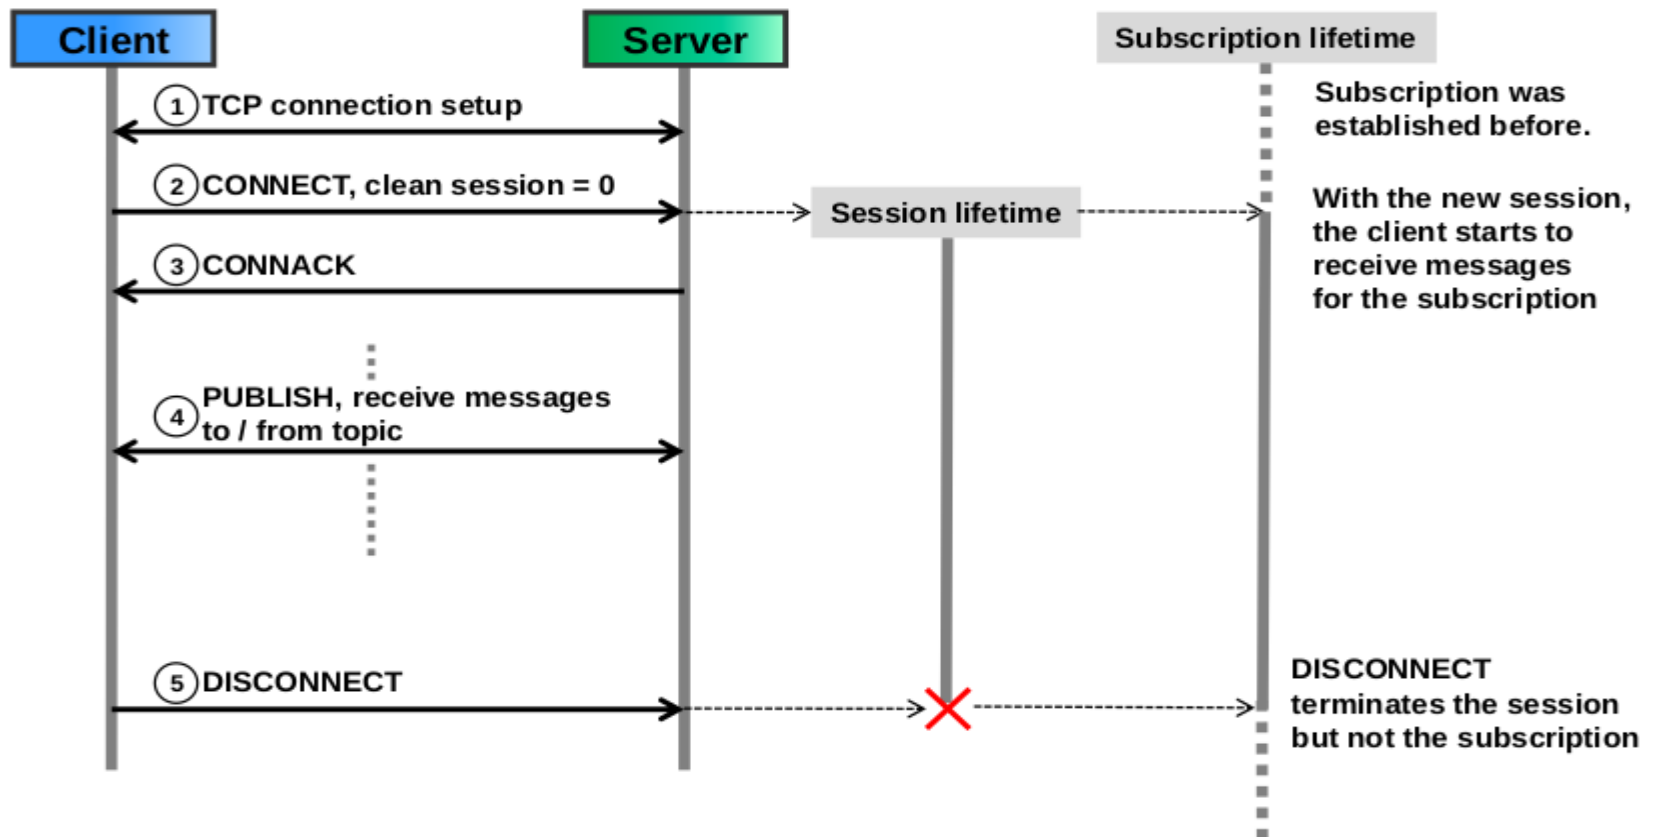 Client
Server
Subscription lifetime
1 TCP connection setup
Subscription was
established before.
2 CONNECT, clean session = 0
Session lifetime
With the new session,
the client starts to
receive messages
for the subscription
3 CONNACK
4 PUBLISH, receive messages
to / from topic
5 DISCONNECT
DISCONNECT
terminates the session
but not the subscription